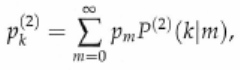 $p_k^{(2)} = \sum_{m=0}^{\infty} p_m P^{(2)}(k|m),$